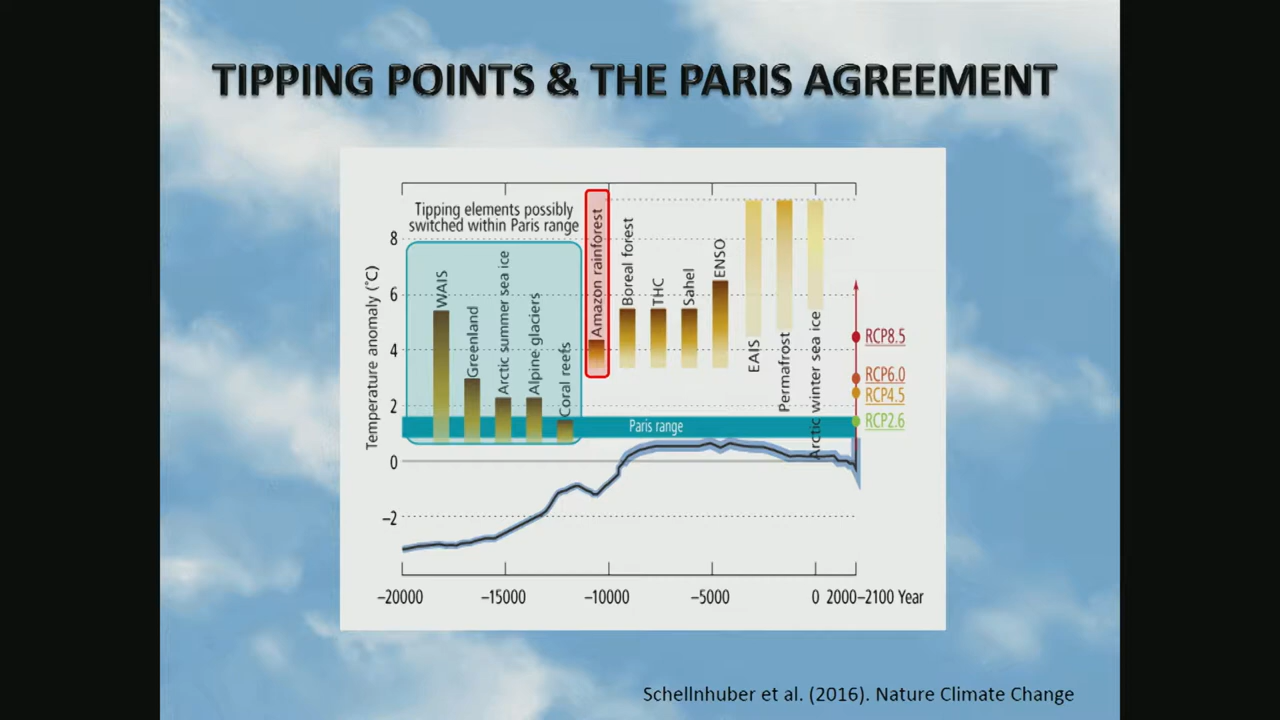 TIPPING POINTS & THE PARIS AGREEMENT
Tipping elements possibly
switched within Paris range
Temperature anomaly (°C)
8
6
4
2
0
−2
WAIS
Greenland
Arctic summer sea ice
Alpine glaciers
Coral reefs
Amazon rainforest
Boreal forest
THC
Sahel
ENSO
EAIS
Permafrost
Arctic winter sea ice
RCP8.5
RCP6.0
RCP4.5
RCP2.6
Paris range
−20000 −15000 −10000 −5000 0 2000−2100 Year
Schellnhuber et al. (2016). Nature Climate Change